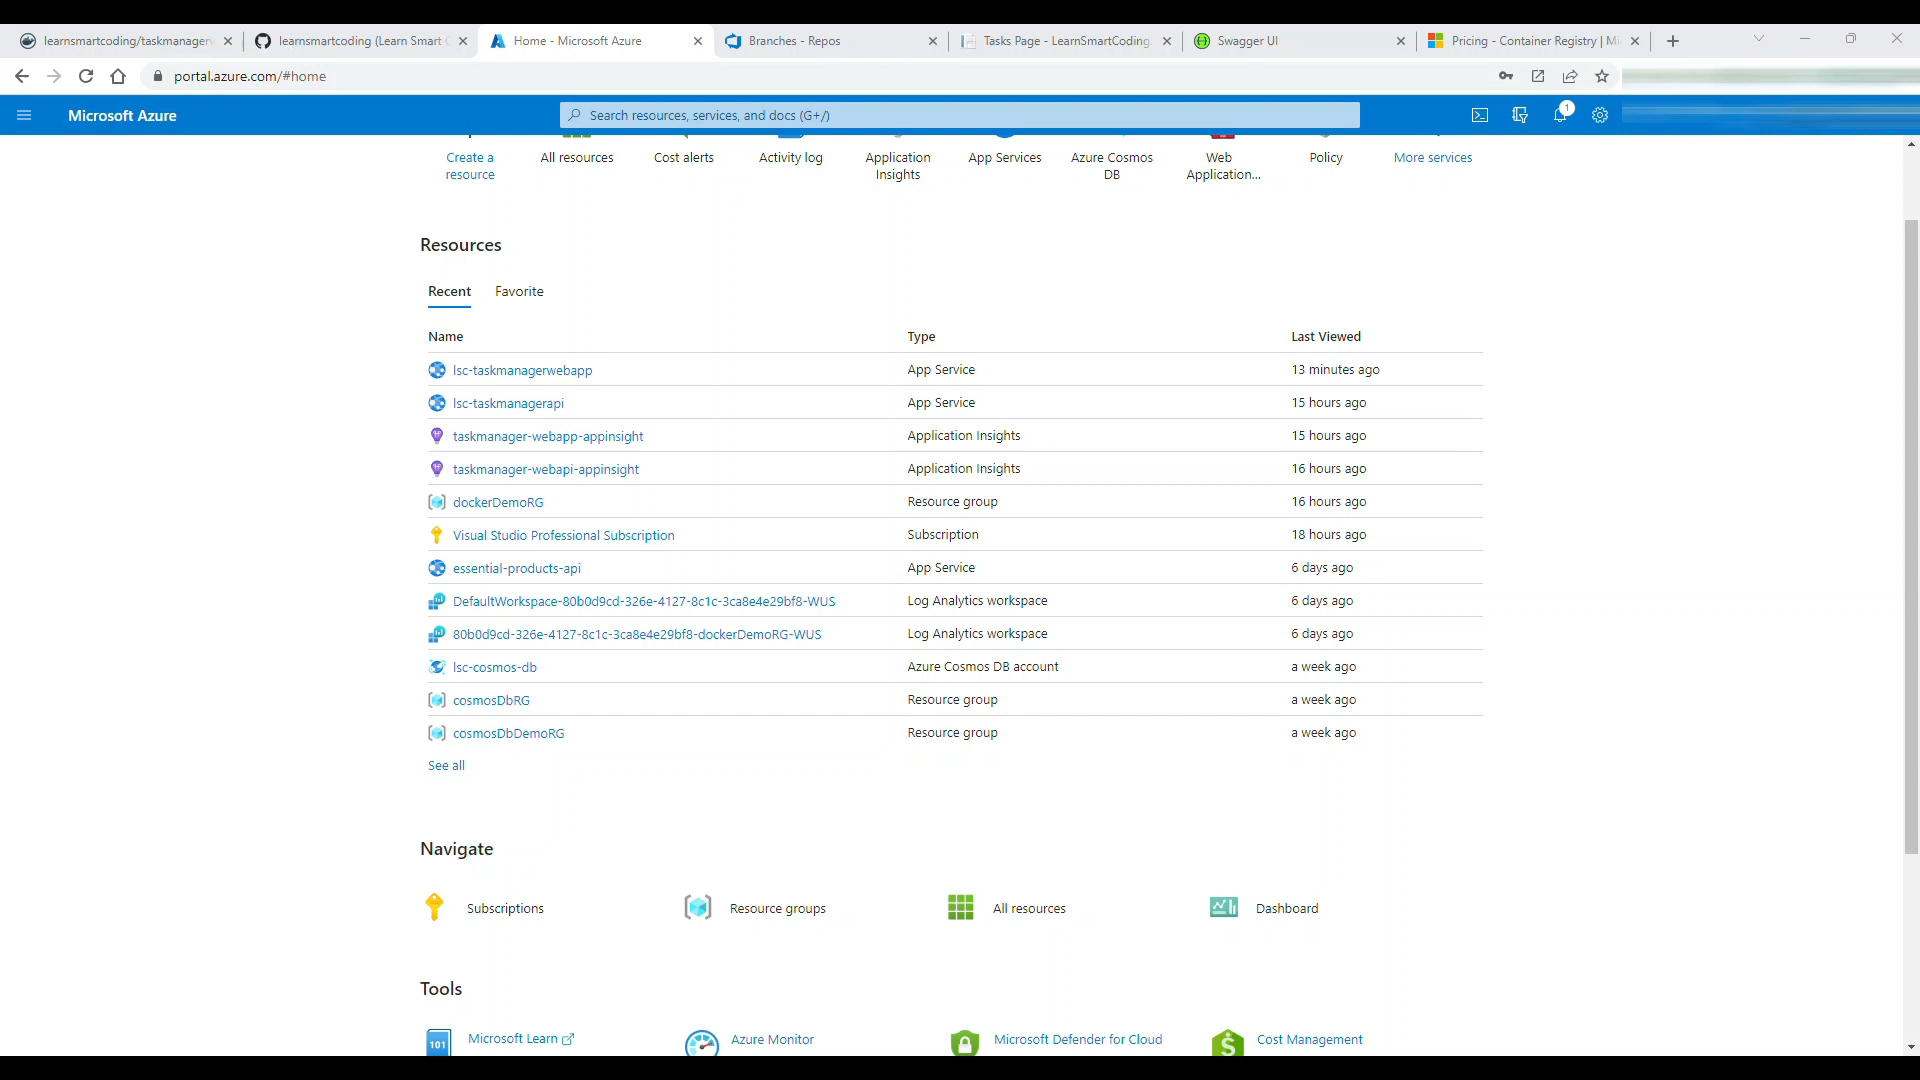 learnsmartcoding/taskmanager
learnsmartcoding (Learn Smart C
Home - Microsoft Azure
Branches - Repos
Tasks Page - LearnSmartCoding.
Swagger UI
Pricing - Container Registry | Mi
portal.azure.com/#home
Microsoft Azure
Search resources, services, and docs (G+/)
1
Create a
resource
All resources
Cost alerts
Activity log
Application
Insights
App Services
Azure Cosmos
DB
Web
Application...
Policy
More services
Resources
Recent
Favorite
Name Type Last Viewed
lsc-taskmanagerwebapp App Service 13 minutes ago
lsc-taskmanagerapi App Service 15 hours ago
taskmanager-webapp-appinsight Application Insights 15 hours ago
taskmanager-webapi-appinsight Application Insights 16 hours ago
dockerDemoRG Resource group 16 hours ago
Visual Studio Professional Subscription Subscription 18 hours ago
essential-products-api App Service 6 days ago
DefaultWorkspace-80b0d9cd-326e-4127-8c1c-3ca8e4e29bf8-WUS Log Analytics workspace 6 days ago
80b0d9cd-326e-4127-8c1c-3ca8e4e29bf8-dockerDemoRG-WUS Log Analytics workspace 6 days ago
lsc-cosmos-db Azure Cosmos DB account a week ago
cosmosDbRG Resource group a week ago
cosmosDbDemoRG Resource group a week ago
See all
Navigate
Subscriptions
Resource groups
All resources
Dashboard
Tools
101
Microsoft Learn
Azure Monitor
Microsoft Defender for Cloud
$
Cost Management